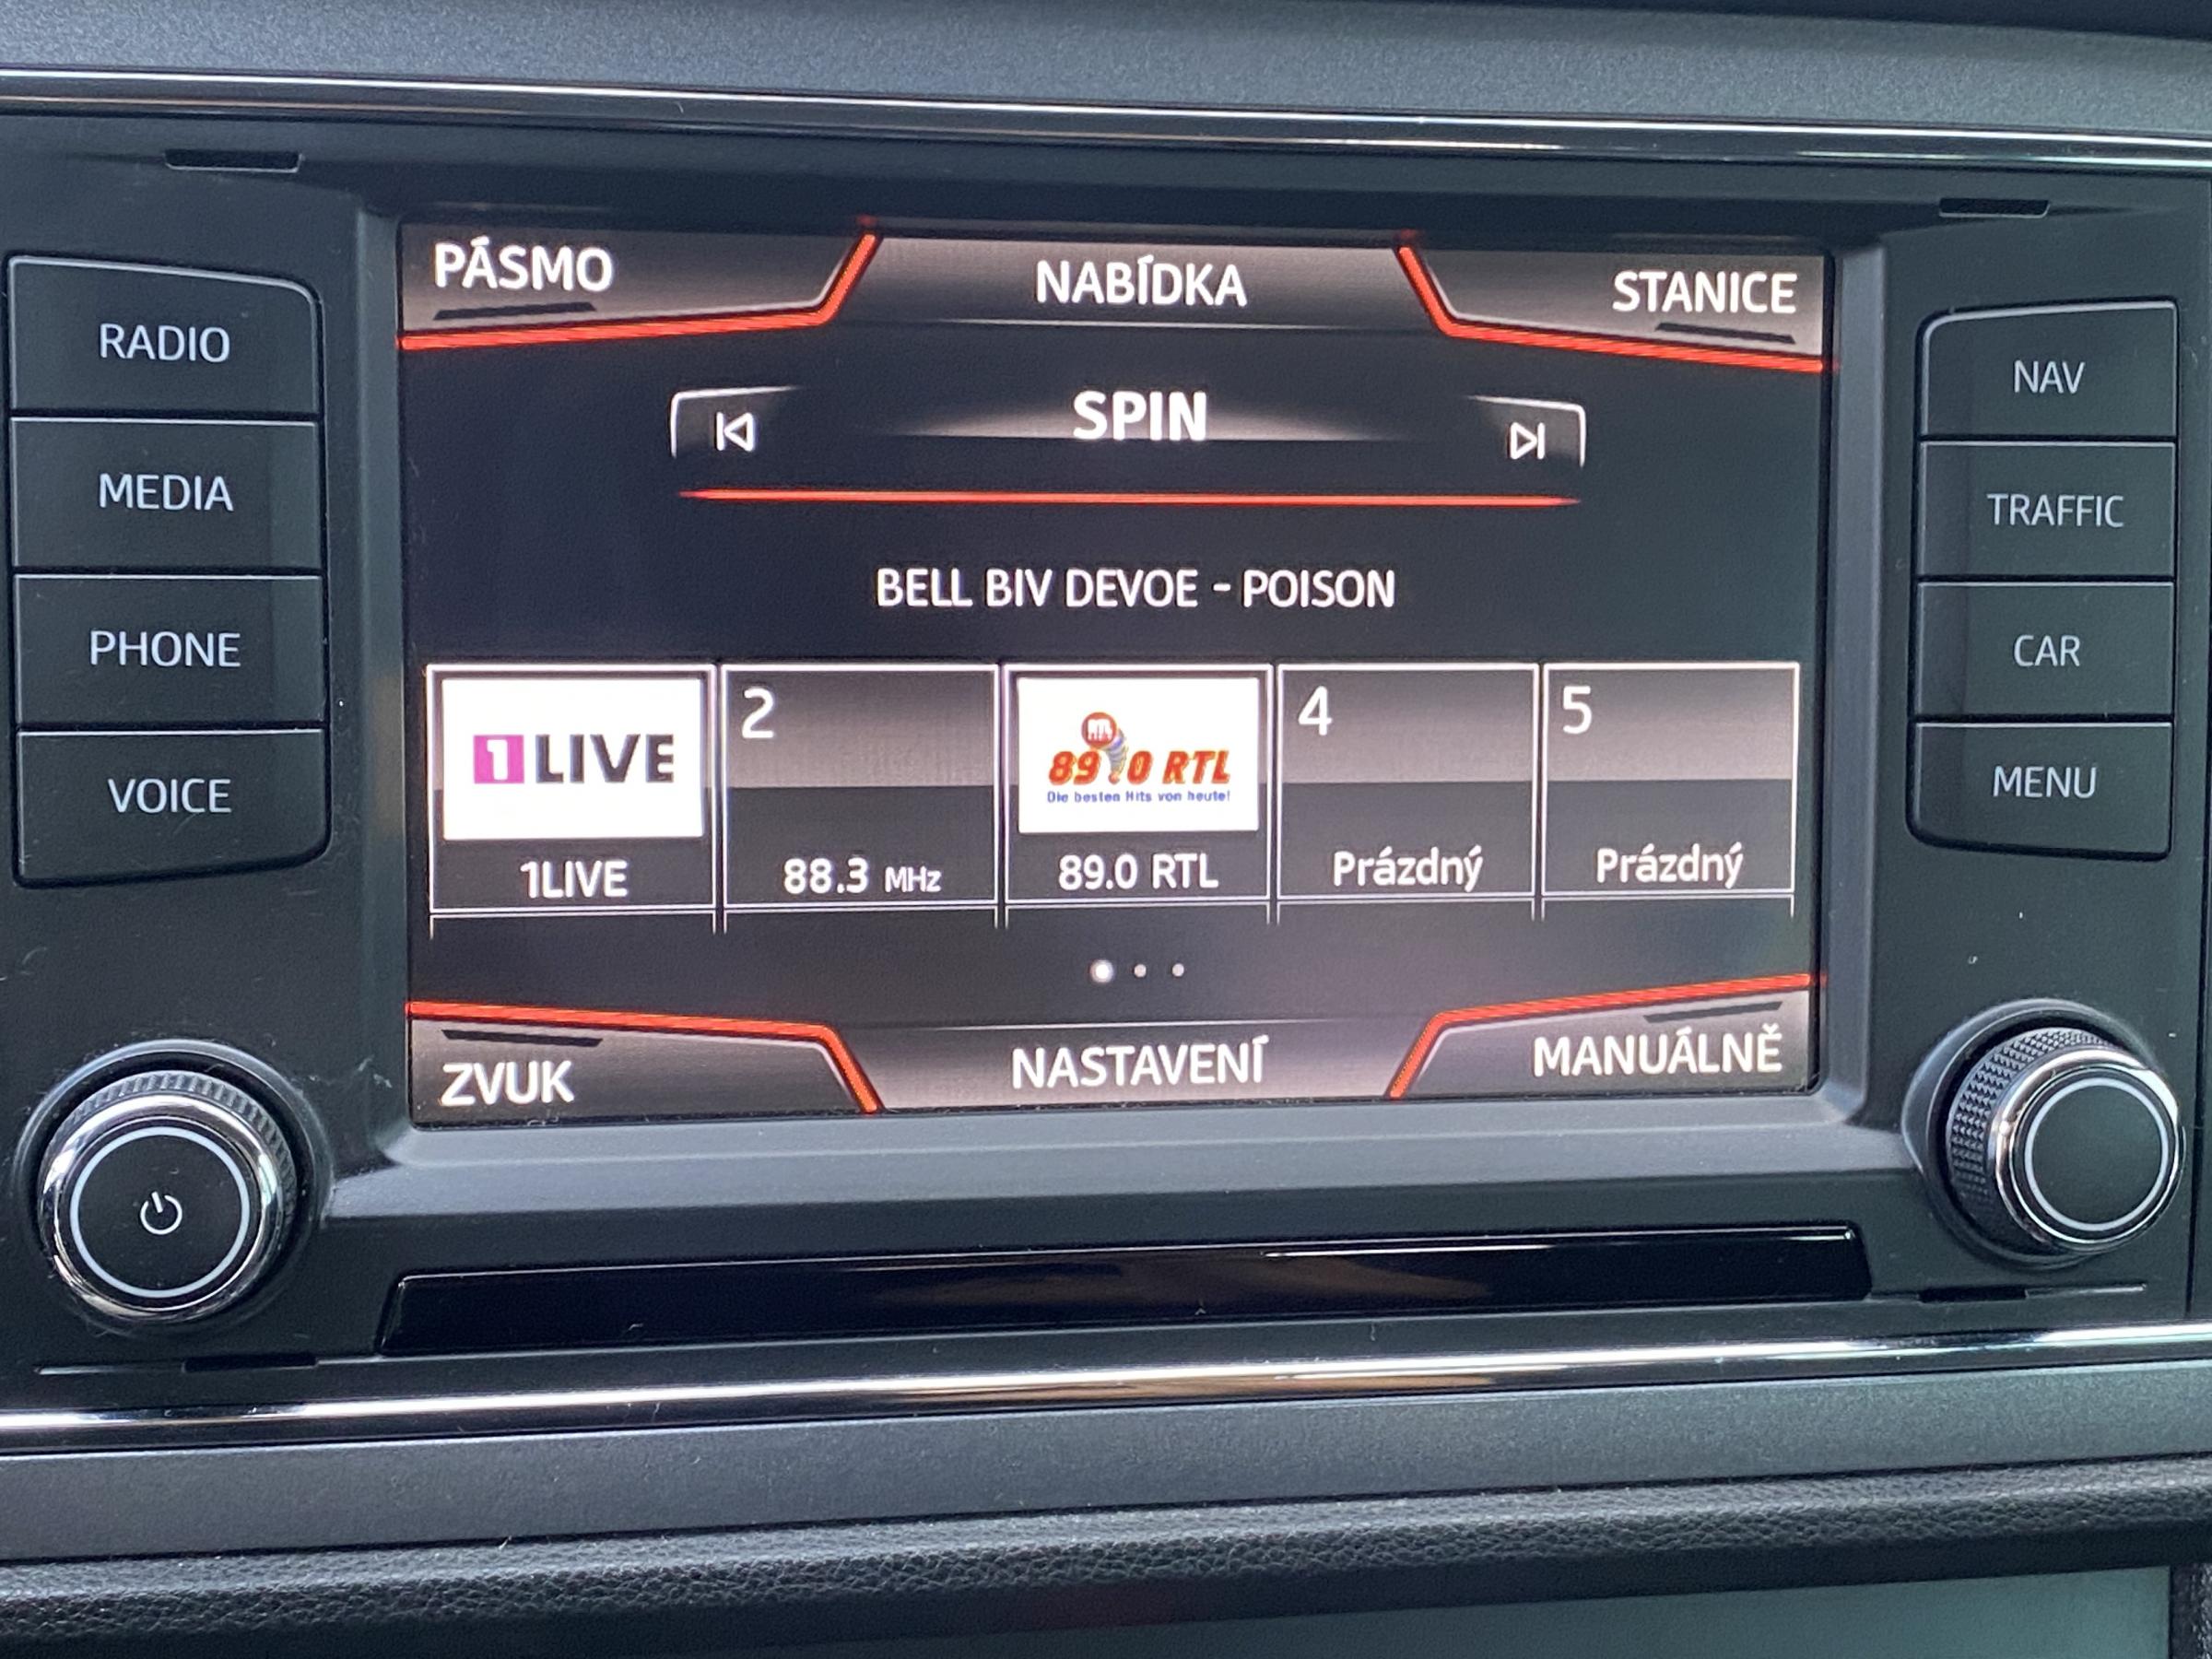 PÁSMO
NABÍDKA
STANICE
RADIO
MEDIA
PHONE
VOICE
SPIN
BELL BIV DEVOE - POISON
1LIVE
1LIVE
2
88.3 MHz
RTL
89.0 RTL
Die besten Hits von heute!
89.0 RTL
4
Prázdný
5
Prázdný
ZVUK
NASTAVENÍ
MANUÁLNĚ
NAV
TRAFFIC
CAR
MENU